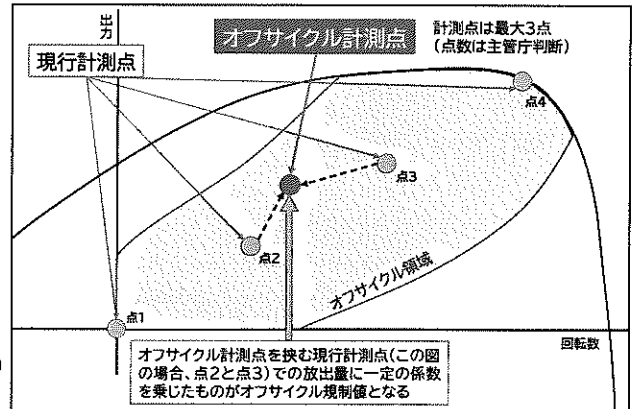 出力
オフサイクル計測点
計測点は最大3点
(点数は主管庁判断)
現行計測点
点4
点3
点2
オフサイクル領域
点1
回転数
オフサイクル計測点を挟む現行計測点(この図
の場合、点2と点3)での放出量に一定の係数
を乗じたものがオフサイクル規制値となる